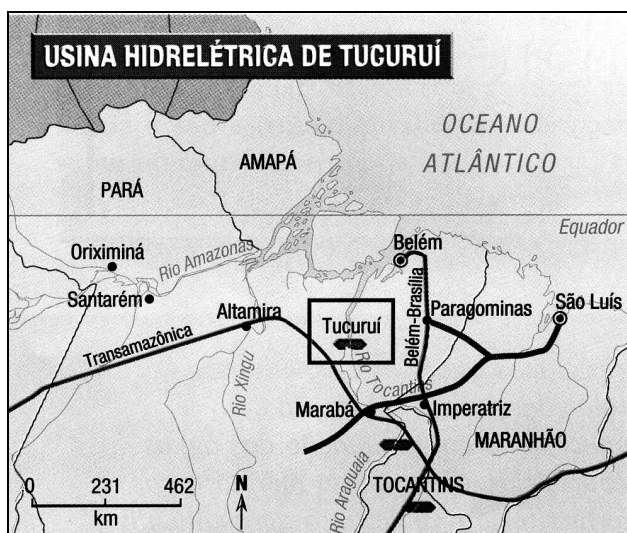 USINA HIDRELÉTRICA DE TUCURUÍ
OCEANO
ATLÂNTICO
AMAPÁ
PARÁ
Equador
Oriximiná
Rio Amazonas
Belém
Santarém
Altamira
Tucuruí
Belém-Brasília
Paragominas
São Luís
Transamazônica
Rio Xingu
Rio Tocantins
Marabá
Imperatriz
MARANHÃO
Rio Araguaia
TOCANTINS
0 231 462
km
N